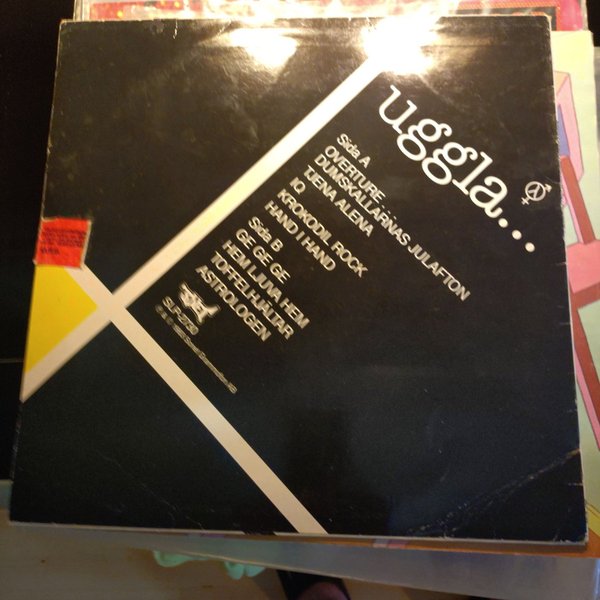 uggla...
Sida A
OVERTURE...
DUMSKALLARNAS JULAFTON
TJENA ALENA
IQ
KROKODIL ROCK
HAND I HAND
Sida B
GE GE GE
HEM LJUVA HEM
TOFFELHJÄLTAR
ASTROLOGEN